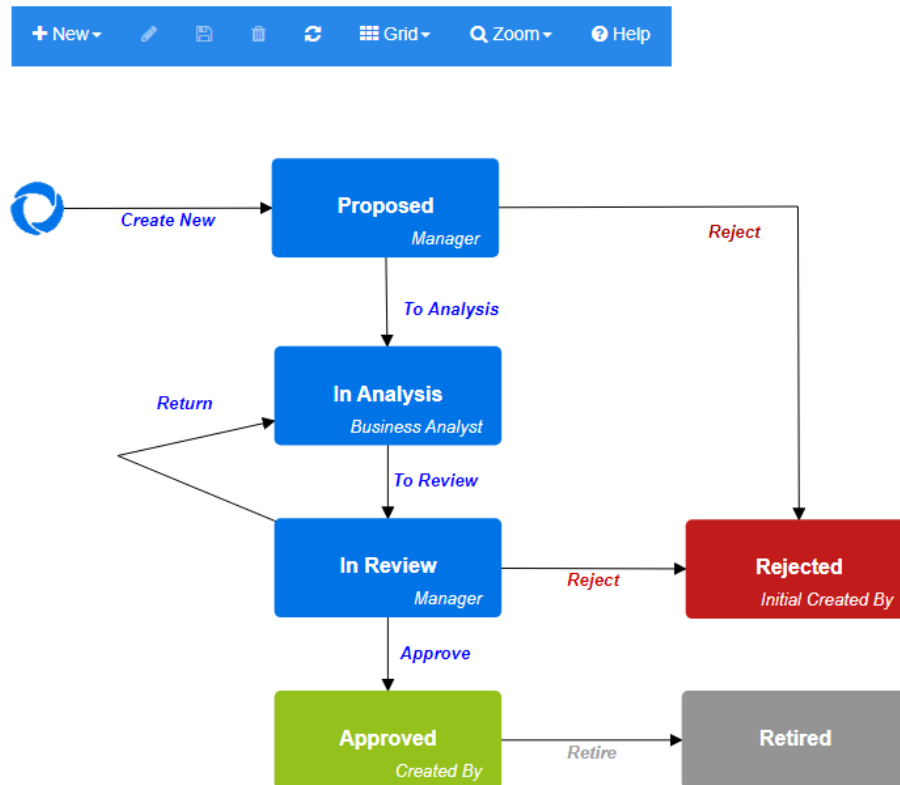 New
Grid
Zoom
Help
Proposed
Manager
Create New
Reject
To Analysis
In Analysis
Business Analyst
Return
To Review
In Review
Manager
Reject
Rejected
Initial Created By
Approve
Approved
Created By
Retire
Retired